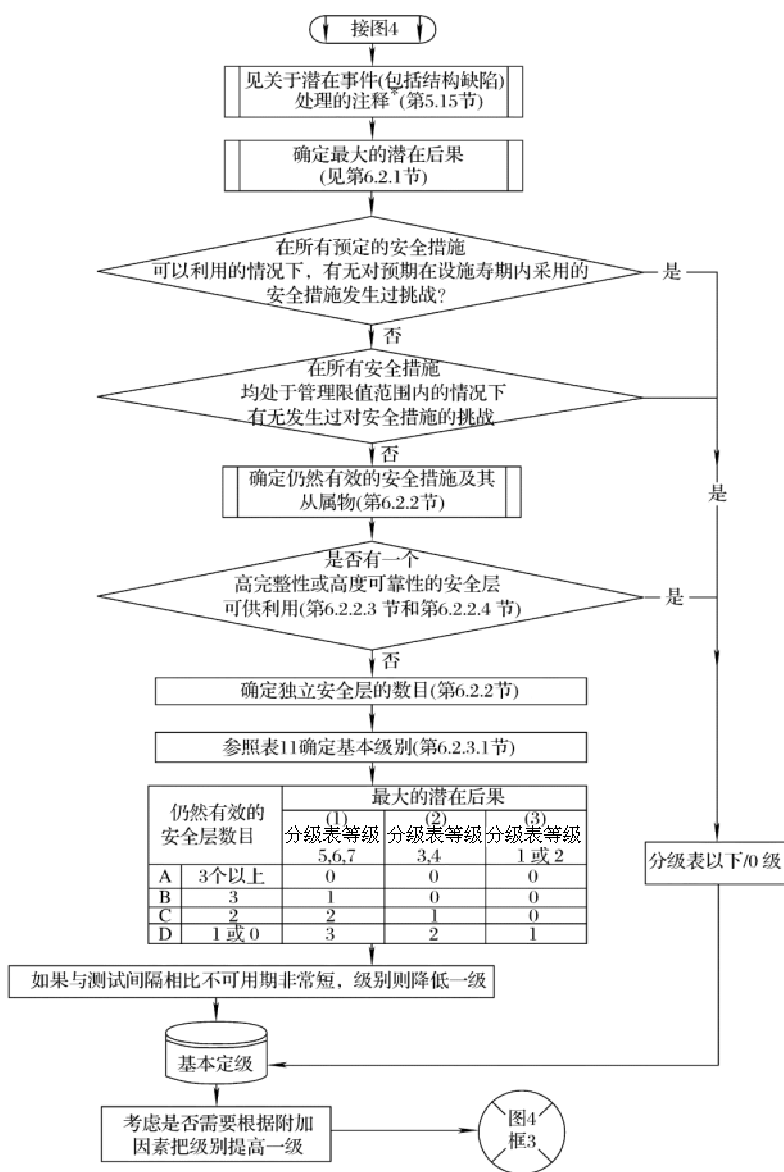 接图4
见关于潜在事件(包括结构缺陷)
处理的注释*(第5.15节)
确定最大的潜在后果
(见第6.2.1节)
在所有预定的安全措施
可以利用的情况下，有无对预期在设施寿期内采用的
安全措施发生过挑战?
是
否
在所有安全措施
均处于管理限值范围内的情况下
有无发生过对安全措施的挑战
否
确定仍然有效的安全措施及其
从属物(第6.2.2节)
是
是否有一个
高完整性或高度可靠性的安全层
可供利用(第6.2.2.3 节和第6.2.2.4 节)
是
否
确定独立安全层的数目(第6.2.2节)
参照表11确定基本级别(第6.2.3.1节)
仍然有效的
安全层数目
最大的潜在后果
(1) (2) (3)
分级表等级 分级表等级 分级表等级
5,6,7 3,4 1 或 2
A 3个以上 0 0 0
B 3 1 0 0
C 2 2 1 0
D 1 或 0 3 2 1
分级表以下/0 级
如果与测试间隔相比不可用期非常短，级别则降低一级
基本定级
考虑是否需要根据附加
因素把级别提高一级
图4
框3